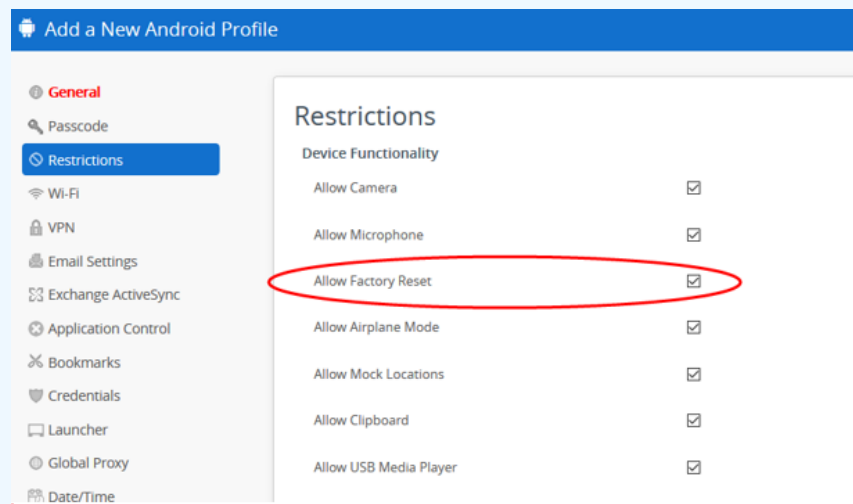 Add a New Android Profile
General
Passcode
Restrictions
Wi-Fi
VPN
Email Settings
Exchange ActiveSync
Application Control
Bookmarks
Credentials
Launcher
Global Proxy
Date/Time
Restrictions
Device Functionality
Allow Camera
Allow Microphone
Allow Factory Reset
Allow Airplane Mode
Allow Mock Locations
Allow Clipboard
Allow USB Media Player